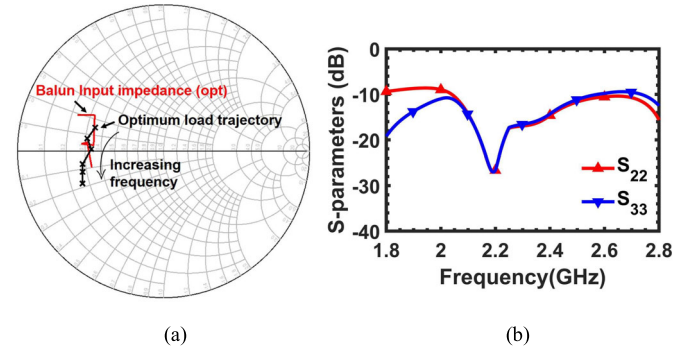 Balun Input impedance (opt)
Optimum load trajectory
Increasing
frequency
(a)
(b)
S-parameters (dB)
0
-10
-20
-30
-40
1.8
2
2.2
2.4
2.6
2.8
Frequency(GHz)
S22
S33